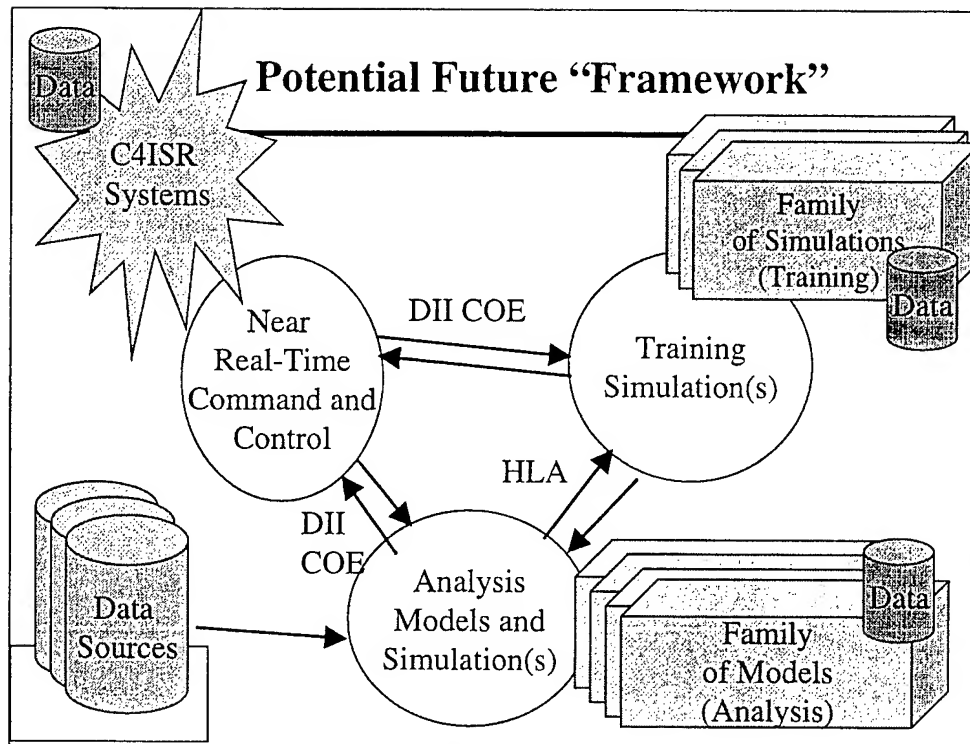 Data
Potential Future “Framework”
C4ISR
Systems
Family
of Simulations
(Training)
Data
Near
Real-Time
Command and
Control
DII COE
Training
Simulation(s)
HLA
DII
COE
Data
Sources
Analysis
Models and
Simulation(s)
Data
Family
of Models
(Analysis)